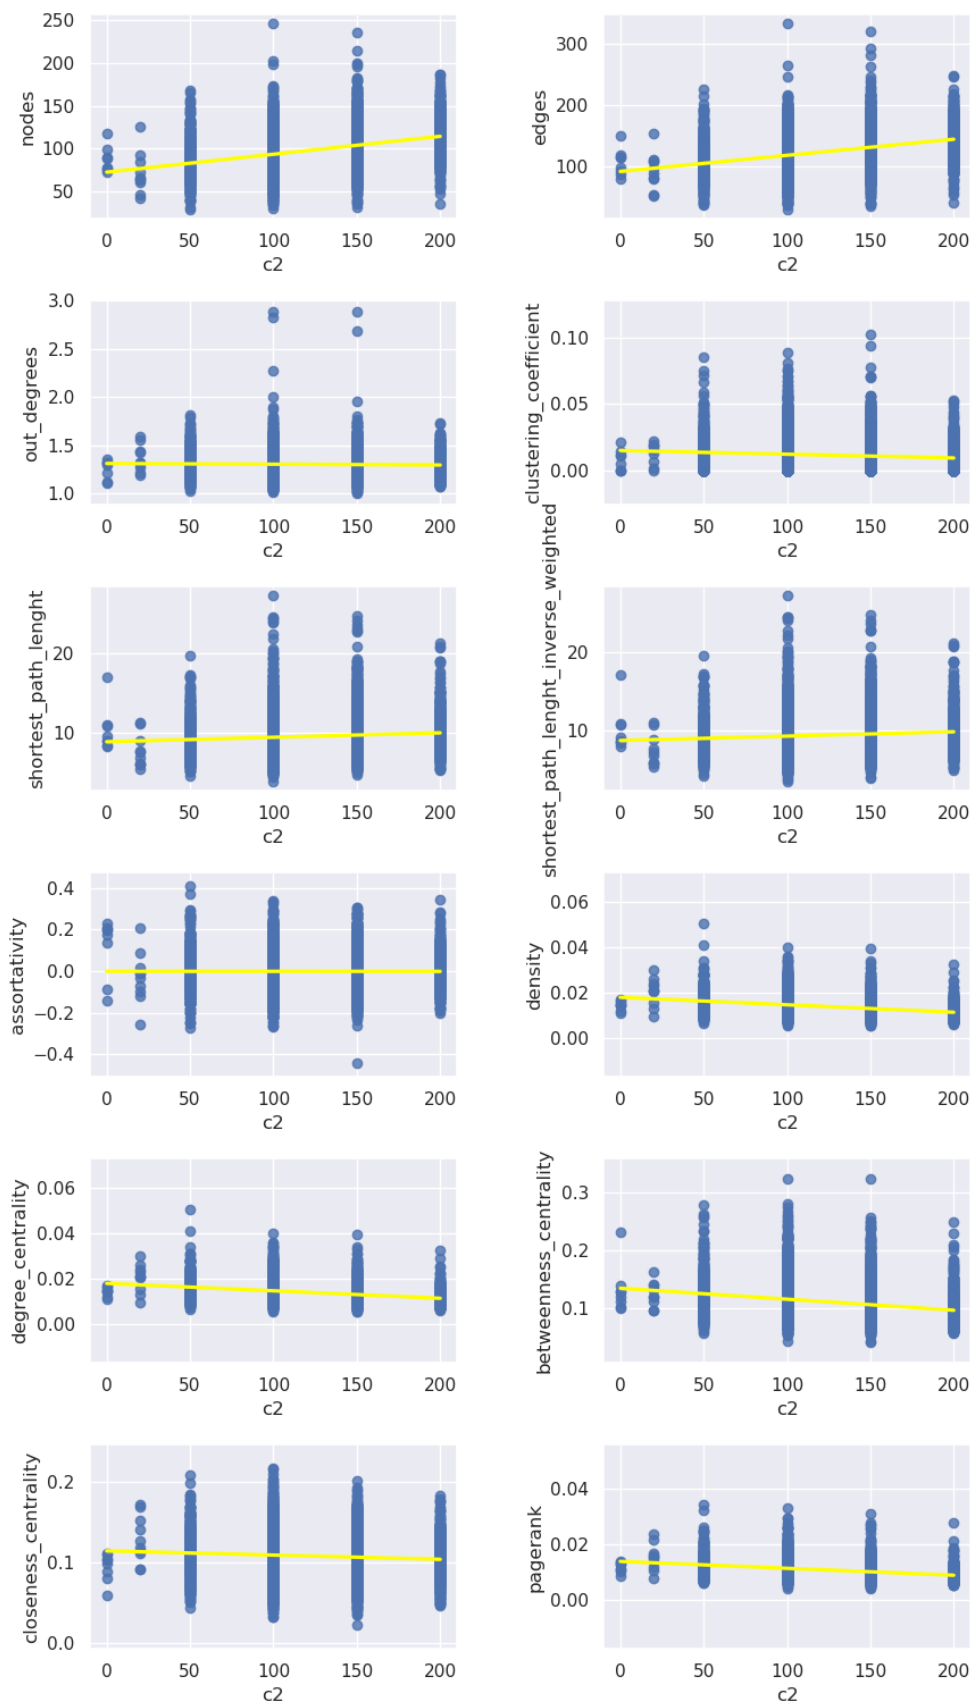 nodes
250
200
150
100
50
0 50 100 150 200
c2
edges
300
200
100
0 50 100 150 200
c2
out_degrees
3.0
2.5
2.0
1.5
1.0
0 50 100 150 200
c2
clustering_coefficient
0.10
0.05
0.00
0 50 100 150 200
c2
shortest_path_lenght
20
10
0 50 100 150 200
c2
shortest_path_lenght_inverse_weighted
20
10
0 50 100 150 200
c2
assortativity
0.4
0.2
0.0
−0.2
−0.4
0 50 100 150 200
c2
density
0.06
0.04
0.02
0.00
0 50 100 150 200
c2
degree_centrality
0.06
0.04
0.02
0.00
0 50 100 150 200
c2
betweennness_centrality
0.3
0.2
0.1
0 50 100 150 200
c2
closeness_centrality
0.2
0.1
0.0
0 50 100 150 200
c2
pagerank
0.04
0.02
0.00
0 50 100 150 200
c2